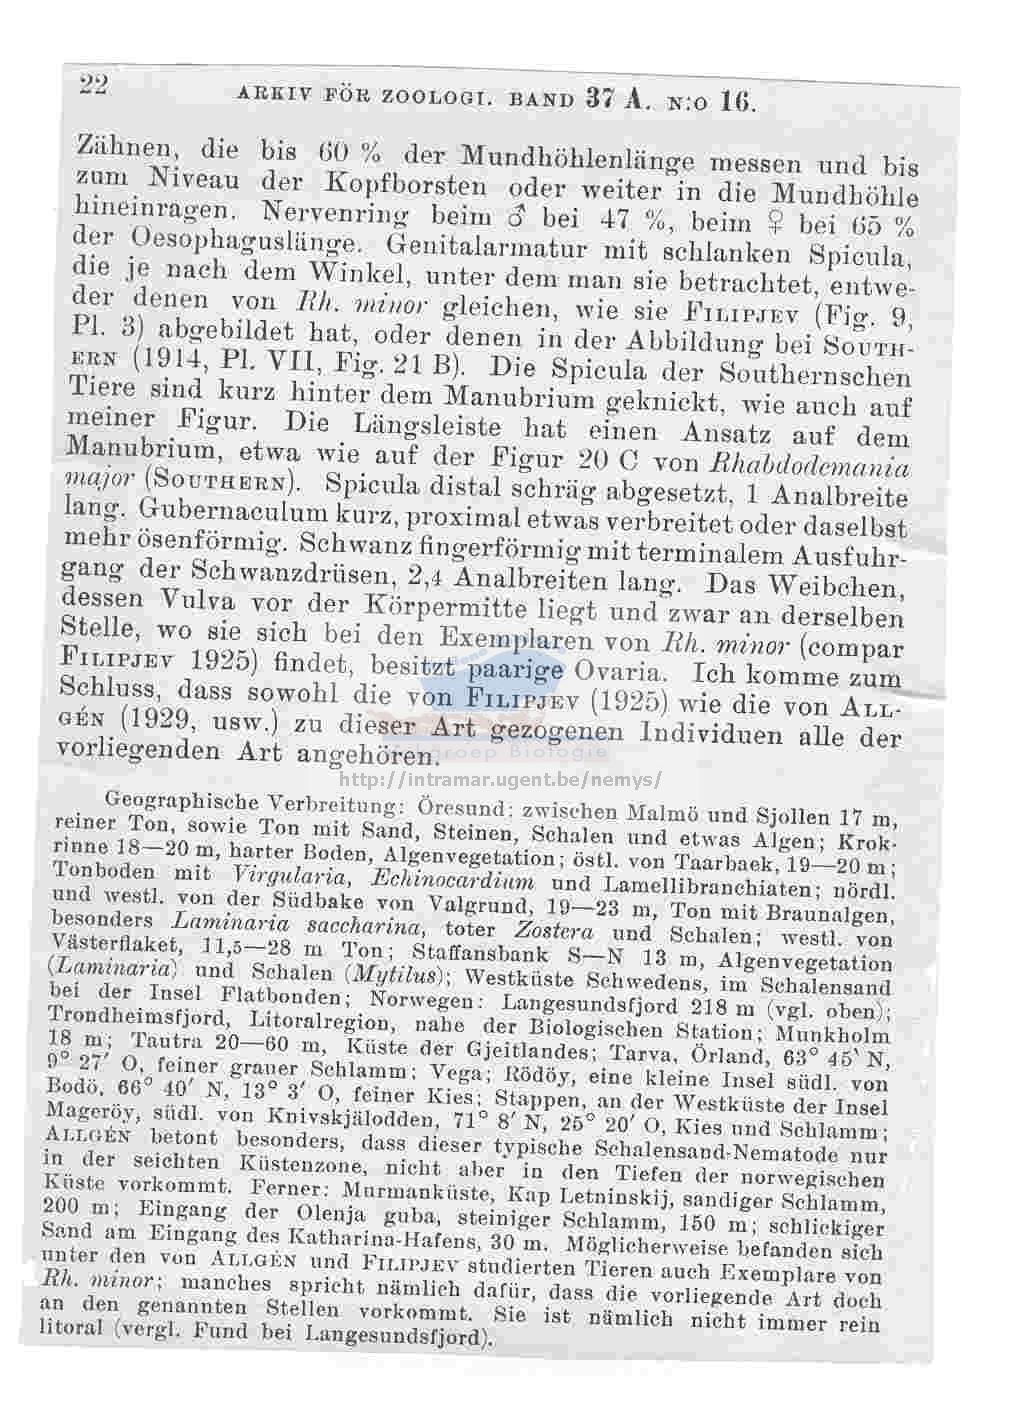 22
ARKIV FÖR ZOOLOGI. BAND 37 A. N:O 16.
Zähnen, die bis 60 % der Mundhöhlenlänge messen und bis
zum Niveau der Kopfborsten oder weiter in die Mundhöhle
hineinragen. Nervenring beim ♂ bei 47 %, beim ♀ bei 65 %
der Oesophaguslänge. Genitalarmatur mit schlanken Spicula,
die je nach dem Winkel, unter dem man sie betrachtet, entwe-
der denen von Rh. minor gleichen, wie sie FILIPJEV (Fig. 9,
Pl. 3) abgebildet hat, oder denen in der Abbildung bei SOUTH-
ERN (1914, Pl. VII, Fig. 21 B). Die Spicula der Southernschen
Tiere sind kurz hinter dem Manubrium geknickt, wie auch auf
meiner Figur. Die Längsleiste hat einen Ansatz auf dem
Manubrium, etwa wie auf der Figur 20 C von Rhabdodemania
major (SOUTHERN). Spicula distal schräg abgesetzt, 1 Analbreite
lang. Gubernaculum kurz, proximal etwas verbreitet oder daselbst
mehr ösenförmig. Schwanz fingerförmig mit terminalem Ausfuhr-
gang der Schwanzdrüsen, 2,4 Analbreiten lang. Das Weibchen,
dessen Vulva vor der Körpermitte liegt und zwar an derselben
Stelle, wo sie sich bei den Exemplaren von Rh. minor (compar
FILIPJEV 1925) findet, besitzt paarige Ovaria. Ich komme zum
Schluss, dass sowohl die von FILIPJEV (1925) wie die von ALL-
GÉN (1929, usw.) zu dieser Art gezogenen Individuen alle der
vorliegenden Art angehören.
Vakgroep Biologie
http://intramar.ugent.be/nemys/
Geographische Verbreitung: Öresund: zwischen Malmö und Sjollen 17 m,
reiner Ton, sowie Ton mit Sand, Steinen, Schalen und etwas Algen; Krok-
rinne 18—20 m, harter Boden, Algenvegetation; östl. von Taarbaek, 19—20 m;
Tonboden mit Virgularia, Echinocardium und Lamellibranchiaten; nördl.
und westl. von der Südbake von Valgrund, 19—23 m, Ton mit Braunalgen,
besonders Laminaria saccharina, toter Zostera und Schalen; westl. von
Västerflaket, 11,5—28 m Ton; Staffansbank S—N 13 m, Algenvegetation
(Laminaria) und Schalen (Mytilus); Westküste Schwedens, im Schalensand
bei der Insel Flatbonden; Norwegen: Langesundsfjord 218 m (vgl. oben);
Trondheimsfjord, Litoralregion, nahe der Biologischen Station; Munkholm
18 m; Tautra 20—60 m, Küste der Gjeitlandes; Tarva, Örland, 63° 45' N,
9° 27' O, feiner grauer Schlamm; Vega; Rödöy, eine kleine Insel südl. von
Bodö, 66° 40' N, 13° 3' O, feiner Kies; Stappen, an der Westküste der Insel
Mageröy, südl. von Knivskjälodden, 71° 8' N, 25° 20' O, Kies und Schlamm;
ALLGÉN betont besonders, dass dieser typische Schalensand-Nematode nur
in der seichten Küstenzone, nicht aber in den Tiefen der norwegischen
Küste vorkommt. Ferner: Murmanküste, Kap Letninskij, sandiger Schlamm,
200 m; Eingang der Olenja guba, steiniger Schlamm, 150 m; schlickiger
Sand am Eingang des Katharina-Hafens, 30 m. Möglicherweise befanden sich
unter den von ALLGÉN und FILIPJEV studierten Tieren auch Exemplare von
Rh. minor; manches spricht nämlich dafür, dass die vorliegende Art doch
an den genannten Stellen vorkommt. Sie ist nämlich nicht immer rein
litoral (vergl. Fund bei Langesundsfjord).